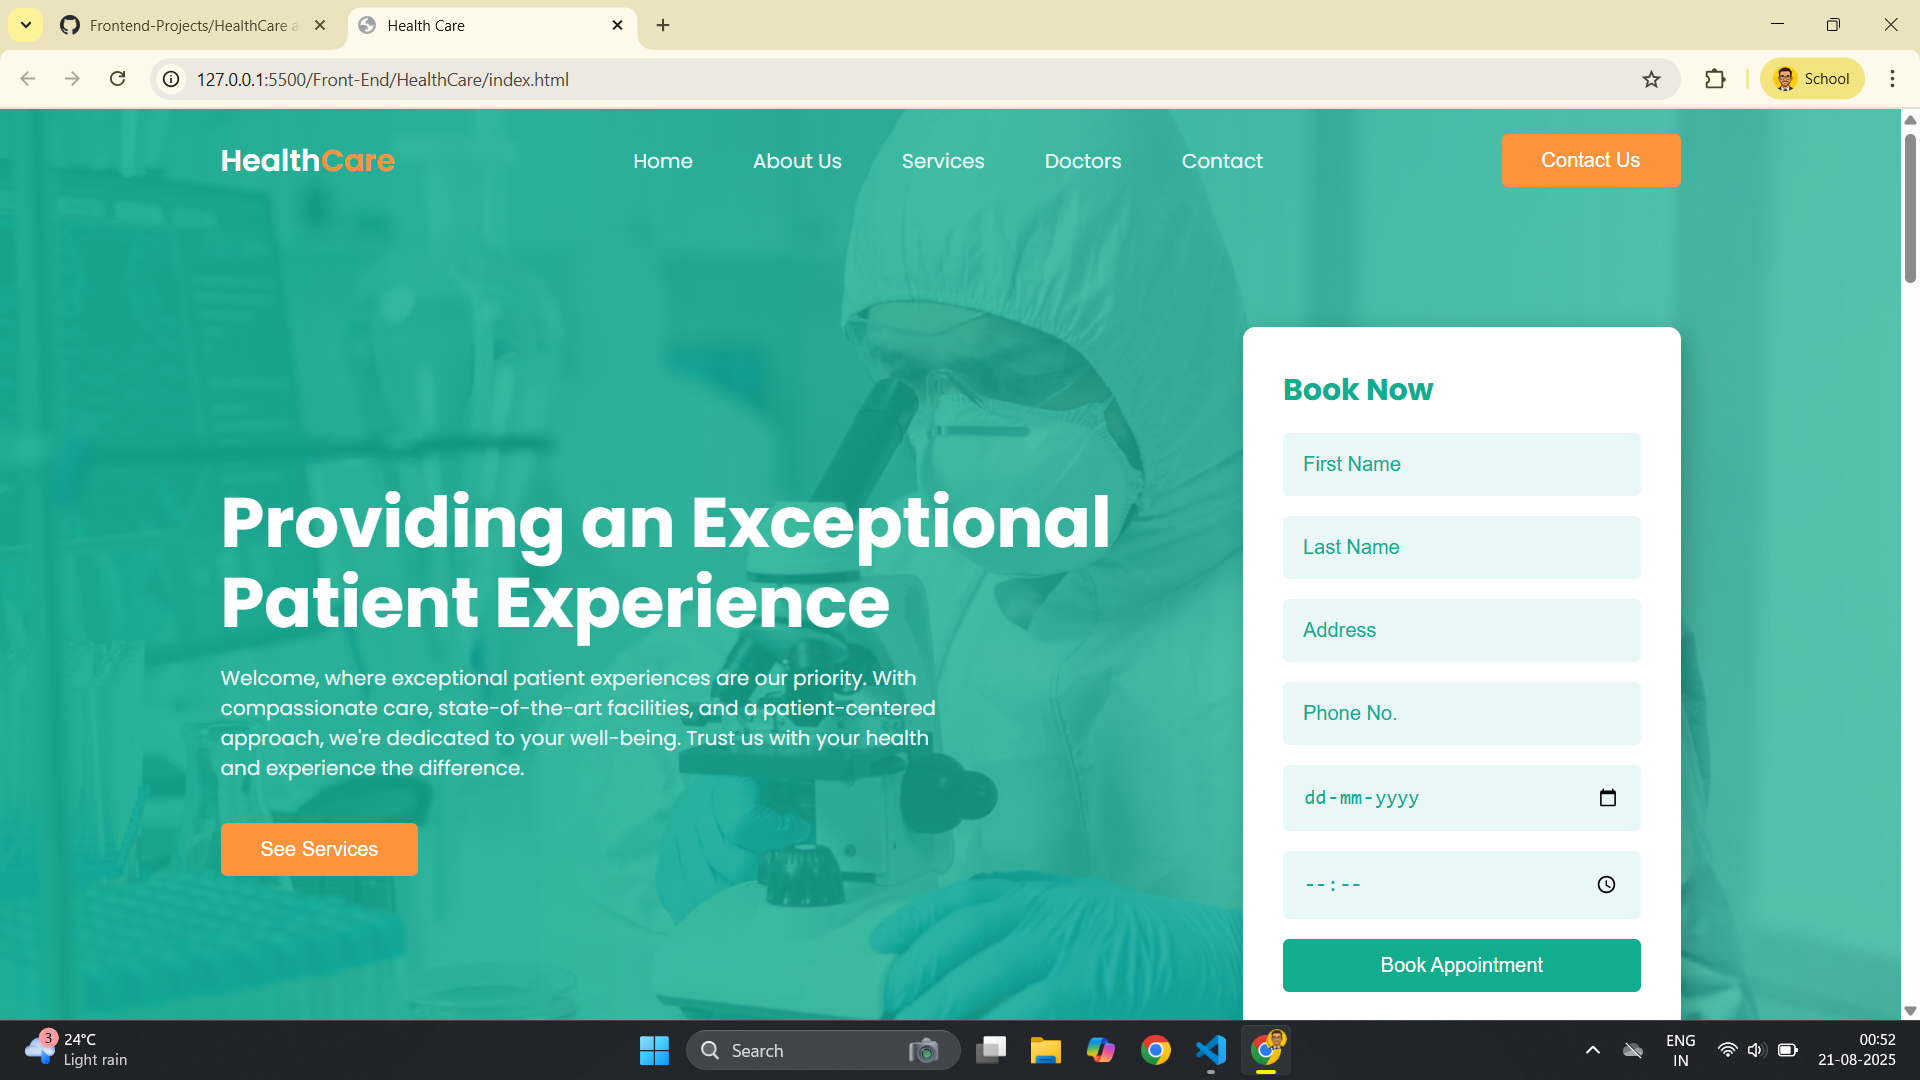 Frontend-Projects/HealthCare a
Health Care
127.0.0.1:5500/Front-End/HealthCare/index.html
School
HealthCare
Home
About Us
Services
Doctors
Contact
Contact Us
Providing an Exceptional
Patient Experience
Welcome, where exceptional patient experiences are our priority. With
compassionate care, state-of-the-art facilities, and a patient-centered
approach, we're dedicated to your well-being. Trust us with your health
and experience the difference.
See Services
Book Now
First Name
Last Name
Address
Phone No.
dd-mm-yyyy
--:--
Book Appointment
3
24°C
Light rain
Search
ENG
IN
00:52
21-08-2025